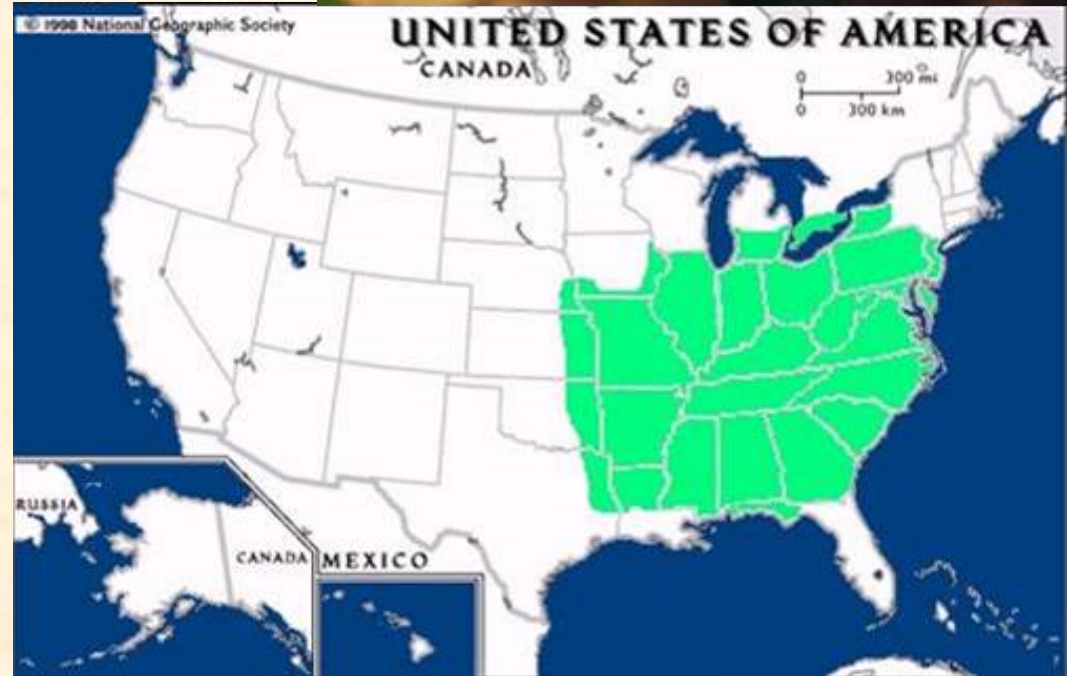 © 1998 National Geographic Society
UNITED STATES OF AMERICA
CANADA
0 300 mi
0 300 km
RUSSIA
CANADA
MEXICO